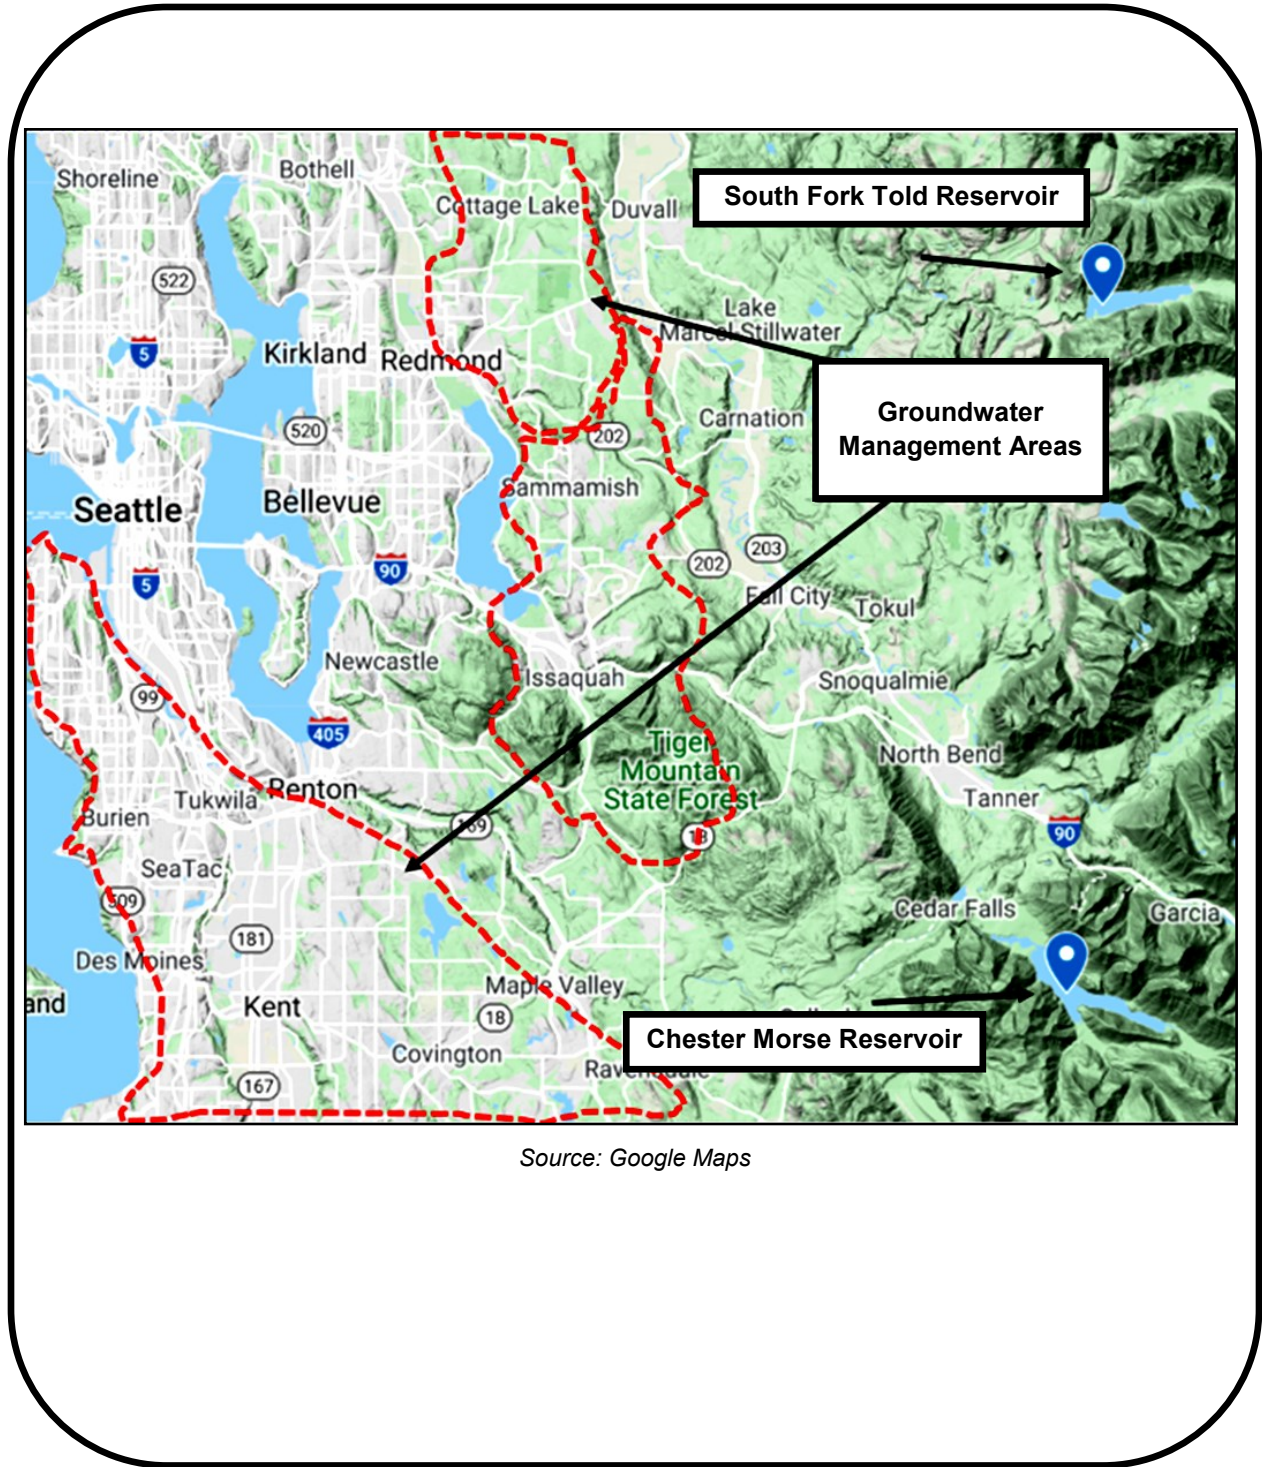 Shoreline
Bothell
Cottage Lake
Duvall
South Fork Told Reservoir
522
5
Kirkland
Redmond
Lake
Marcel-Stillwater
520
202
Carnation
Groundwater
Management Areas
Seattle
Bellevue
Sammamish
5
90
202
203
Fall City
Tokul
Newcastle
Issaquah
Snoqualmie
99
405
Tiger
Mountain
State Forest
North Bend
Renton
Tukwila
Tanner
Burien
169
18
90
SeaTac
509
Cedar Falls
Garcia
181
Des Moines
Maple Valley
and
Kent
18
Chester Morse Reservoir
Covington
167
Source: Google Maps